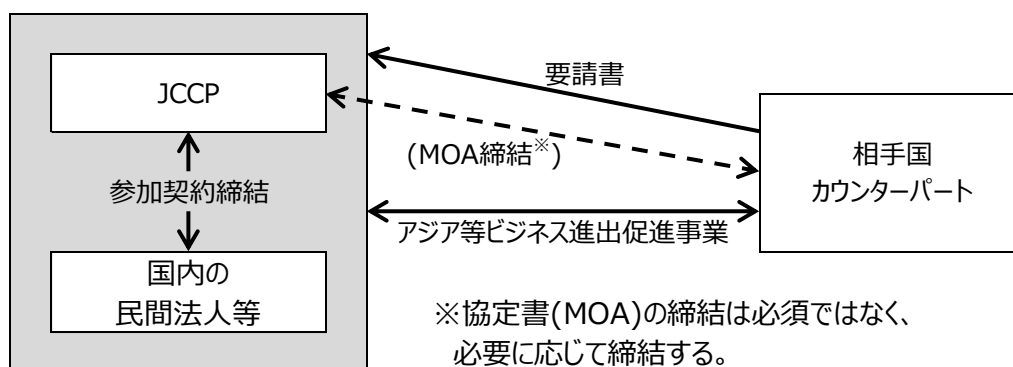 JCCP
要請書
(MOA締結※)
相手国
カウンターパート
参加契約締結
アジア等ビジネス進出促進事業
国内の
民間法人等
※協定書(MOA)の締結は必須ではなく、
必要に応じて締結する。